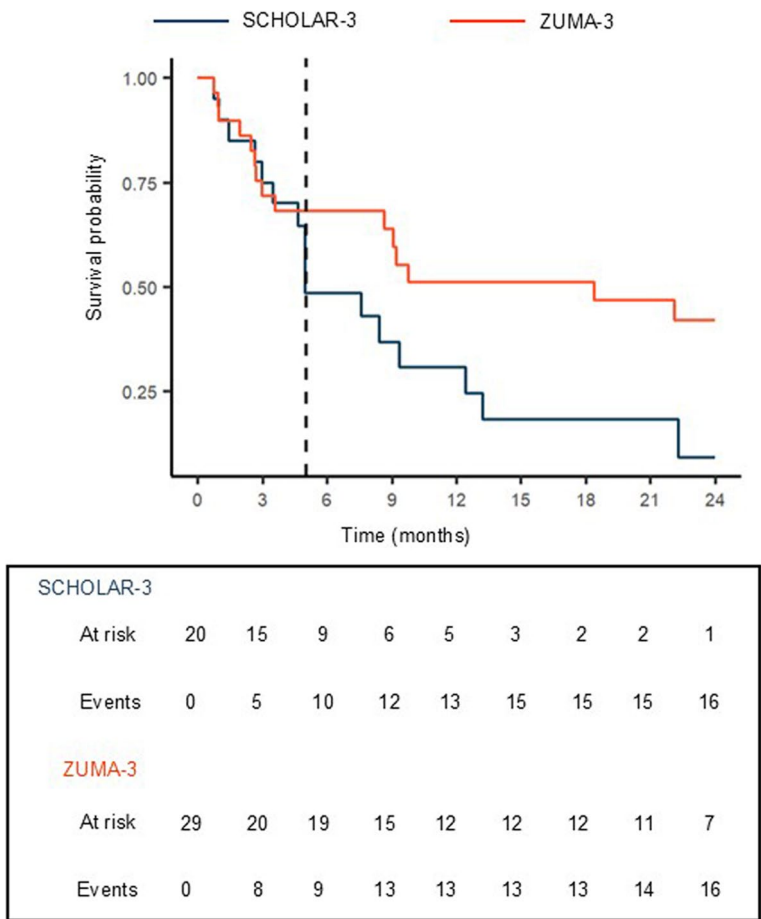 SCHOLAR-3 ZUMA-3
1.00
0.75
0.50
0.25
Survival probability
0 3 6 9 12 15 18 21 24
Time (months)
SCHOLAR-3
At risk 20 15 9 6 5 3 2 2 1
Events 0 5 10 12 13 15 15 15 16
ZUMA-3
At risk 29 20 19 15 12 12 12 11 7
Events 0 8 9 13 13 13 13 14 16